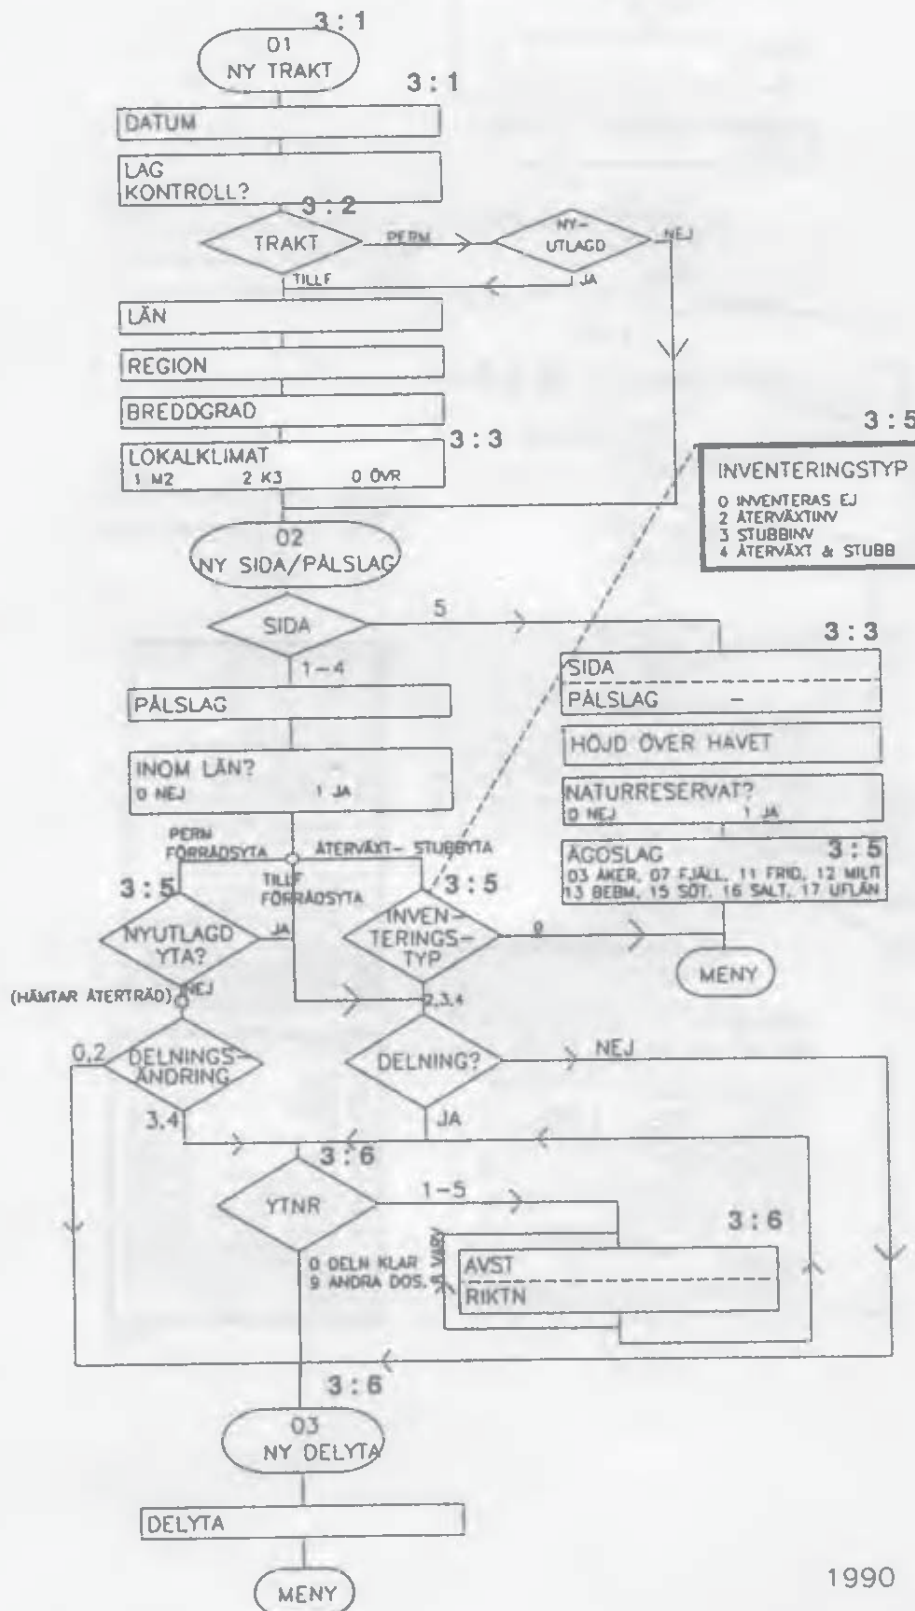 3:1
01
NY TRAKT
3:1
DATUM
LAG
KONTROLL?
3:2
TRAKT
PERM
NY-
UTLAGD
NEJ
TILLF
JA
LÄN
REGION
BREDDGRAD
3:3
LOKALKLIMAT
1 M2 2 K3 0 ÖVR
3:5
INVENTERINGSTYP
0 INVENTERAS EJ
2 ÅTERVÄXTINV
3 STUBBINV
4 ÅTERVÄXT & STUBB
02
NY SIDA/PÅLSLAG
SIDA
5
1-4
3:3
SIDA
PÅLSLAG -
PÅLSLAG
HÖJD ÖVER HAVET
INOM LÄN?
0 NEJ 1 JA
NATURRESERVAT?
0 NEJ 1 JA
ÄGOSLAG 3:5
03 ÅKER, 07 FJÄLL, 11 FRID, 12 MILIT
13 BEBM, 15 SÖT, 16 SALT, 17 UFLÄN
MENY
PERM
FÖRRÅDSYTA
ÅTERVÄXT- STUBBYTA
TILLF
FÖRRÅDSYTA
3:5
NYUTLAGD
YTA?
JA
NEJ
(HÄMTAR ÅTERTRÄD)
3:5
INVEN-
TERINGS-
TYP
0
2,3,4
0,2
DELNINGS-
ÄNDRING
3,4
DELNING?
NEJ
JA
3:6
YTNR
1-5
0 DELN KLAR
9 ANDRA DOS.
VARV
3:6
AVST
RIKTN
3:6
03
NY DELYTA
DELYTA
MENY
1990